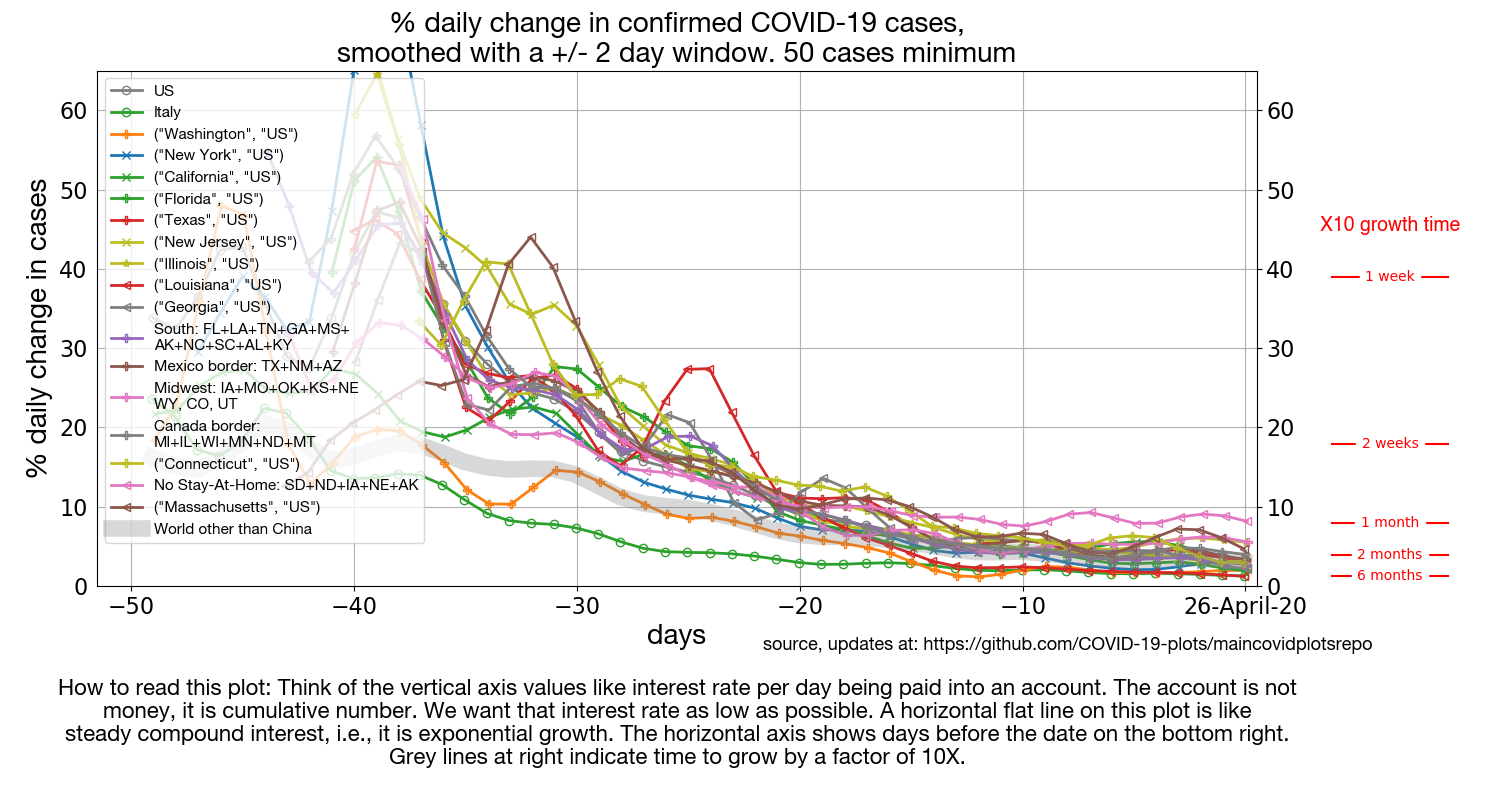 % daily change in confirmed COVID-19 cases,
smoothed with a +/- 2 day window. 50 cases minimum
% daily change in cases
60
50
40
30
20
10
0
US
Italy
("Washington", "US")
("New York", "US")
("California", "US")
("Florida", "US")
("Texas", "US")
("New Jersey", "US")
("Illinois", "US")
("Louisiana", "US")
("Georgia", "US")
South: FL+LA+TN+GA+MS+
AK+NC+SC+AL+KY
Mexico border: TX+NM+AZ
Midwest: IA+MO+OK+KS+NE
WY, CO, UT
Canada border:
MI+IL+WI+MN+ND+MT
("Connecticut", "US")
No Stay-At-Home: SD+ND+IA+NE+AK
("Massachusetts", "US")
World other than China
60
50
40
30
20
10
0
X10 growth time
1 week
2 weeks
1 month
2 months
6 months
−50
−40
−30
−20
−10
26-April-20
days
source, updates at: https://github.com/COVID-19-plots/maincovidplotsrepo
How to read this plot: Think of the vertical axis values like interest rate per day being paid into an account. The account is not
money, it is cumulative number. We want that interest rate as low as possible. A horizontal flat line on this plot is like
steady compound interest, i.e., it is exponential growth. The horizontal axis shows days before the date on the bottom right.
Grey lines at right indicate time to grow by a factor of 10X.